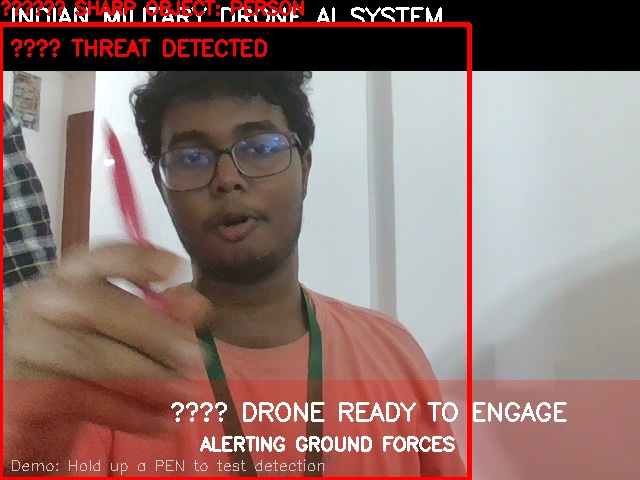 ?????? SHARP OBJECT: PERSON
INDIAN MILITARY DRONE AI SYSTEM
???? THREAT DETECTED
???? DRONE READY TO ENGAGE
ALERTING GROUND FORCES
Demo: Hold up a PEN to test detection